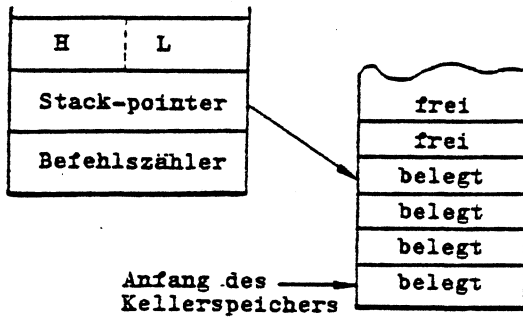 H L
Stack-pointer
Befehlszähler
frei
frei
belegt
belegt
belegt
belegt
Anfang des
Kellerspeichers